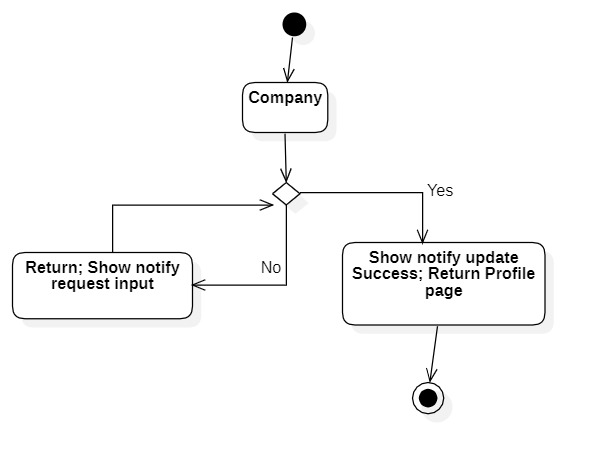 Company
Yes
No
Return; Show notify
request input
Show notify update
Success; Return Profile
page